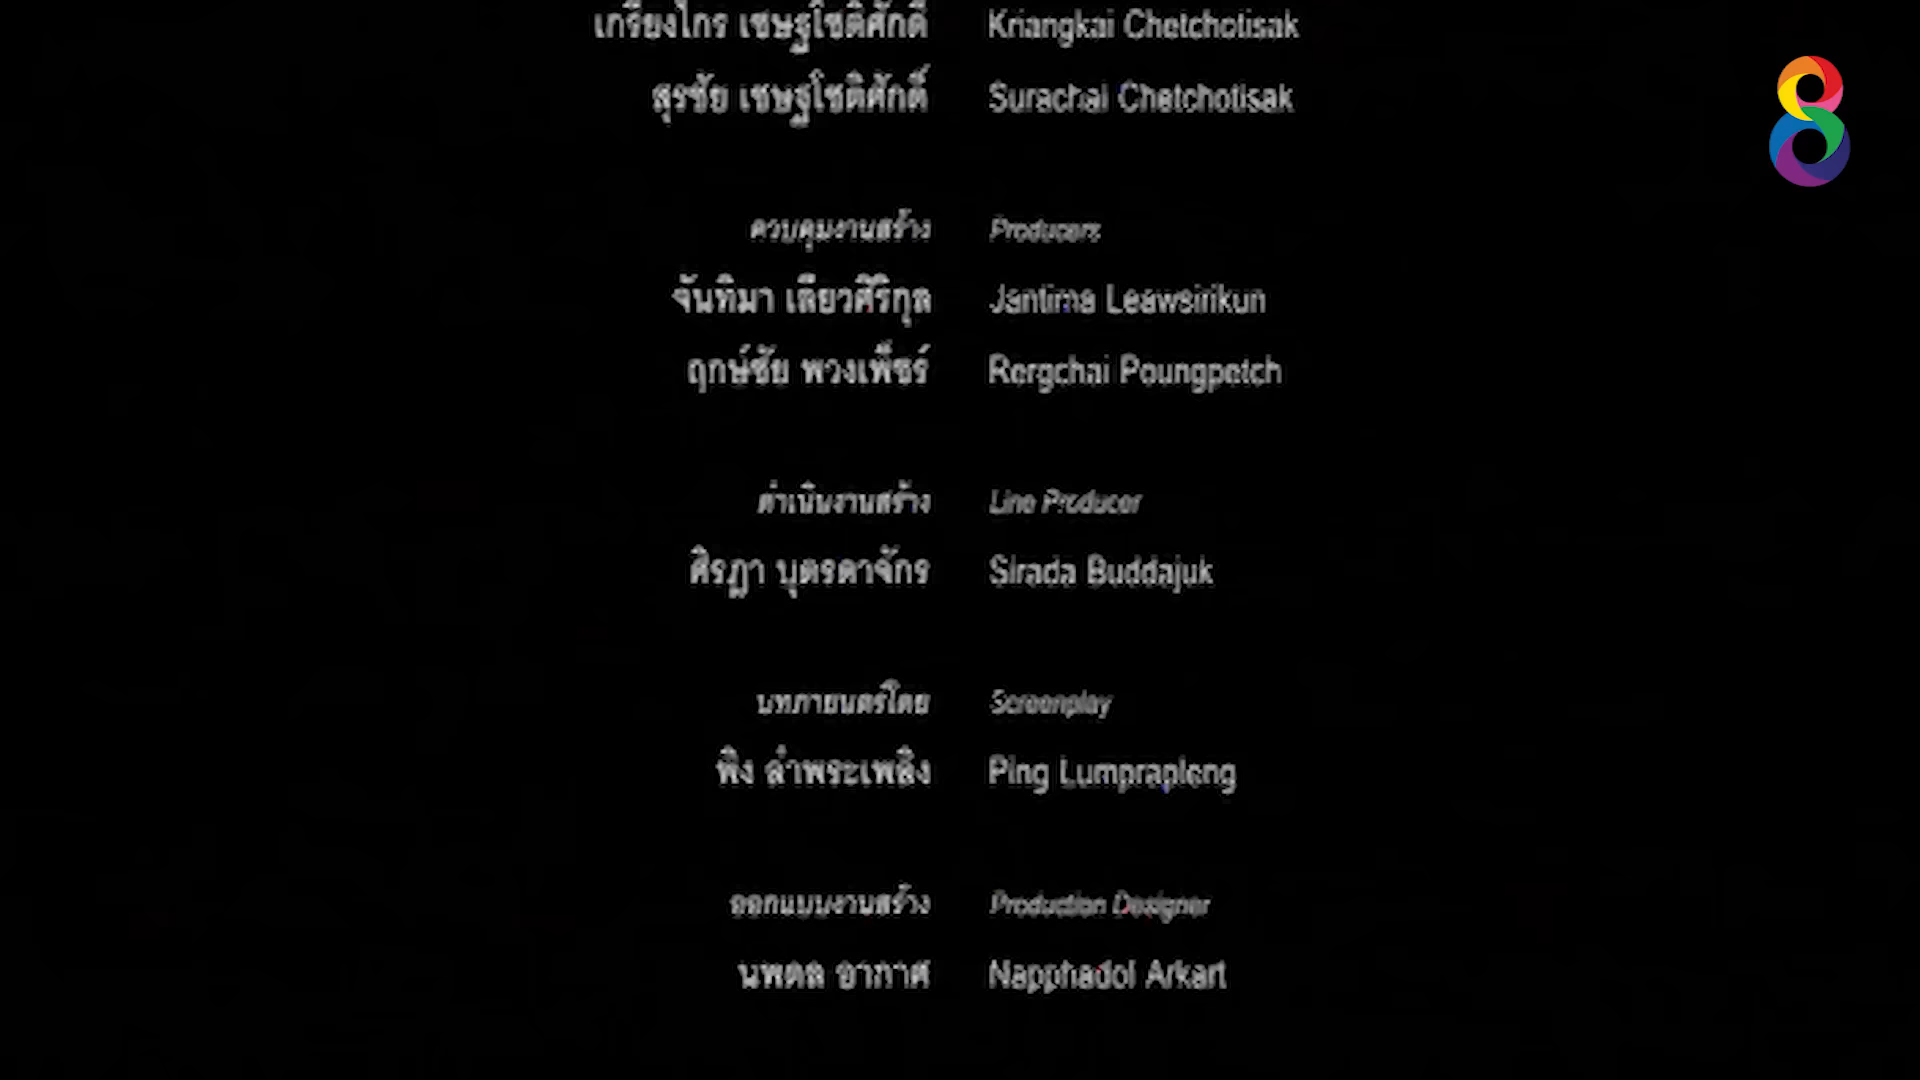 เกรียงไกร เชษฐโชติศักดิ์ Kriangkai Chetchotisak
สุรชัย เชษฐโชติศักดิ์ Surachai Chetchotisak
ควบคุมงานสร้าง Producers
จันทิมา เลียวศิริกุล Jantima Leawsirikun
ฤกษ์ชัย พวงเพ็ชร์ Rergchai Poungpetch
ดำเนินงานสร้าง Line Producer
ศิรฎา บุตรดาจักร Sirada Buddajuk
บทภาพยนตร์โดย Screenplay
พิง ลำพระเพลิง Ping Lumprapleng
ออกแบบงานสร้าง Production Designer
นพดล อากาศ Napphadol Arkart
8